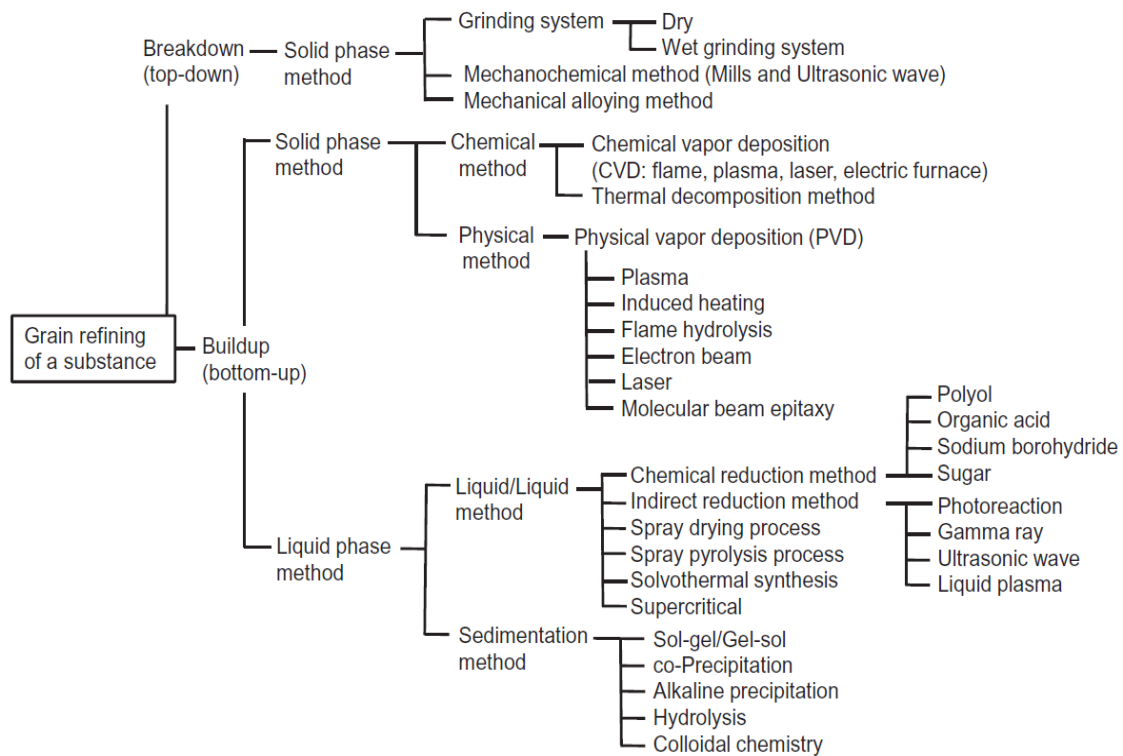 Grinding system
Dry
Wet grinding system
Breakdown
(top-down)
Solid phase
method
Mechanochemical method (Mills and Ultrasonic wave)
Mechanical alloying method
Solid phase
method
Chemical
method
Chemical vapor deposition
(CVD: flame, plasma, laser, electric furnace)
Thermal decomposition method
Physical
method
Physical vapor deposition (PVD)
Plasma
Induced heating
Flame hydrolysis
Electron beam
Laser
Molecular beam epitaxy
Grain refining
of a substance
Buildup
(bottom-up)
Liquid phase
method
Liquid/Liquid
method
Chemical reduction method
Indirect reduction method
Spray drying process
Spray pyrolysis process
Solvothermal synthesis
Supercritical
Polyol
Organic acid
Sodium borohydride
Sugar
Photoreaction
Gamma ray
Ultrasonic wave
Liquid plasma
Sedimentation
method
Sol-gel/Gel-sol
co-Precipitation
Alkaline precipitation
Hydrolysis
Colloidal chemistry